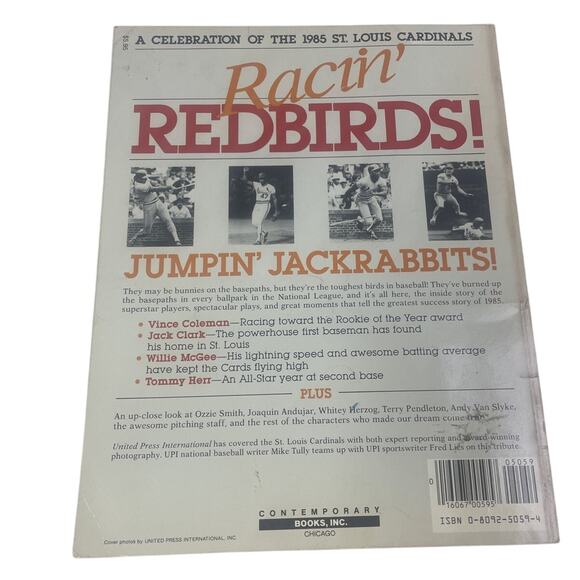 $5.95
A CELEBRATION OF THE 1985 ST. LOUIS CARDINALS
Racin'
REDBIRDS!
JUMPIN' JACKRABBITS!
They may be bunnies on the basepaths, but they're the toughest birds in baseball! They've burned up
the basepaths in every ballpark in the National League, and it's all here, the inside story of the
superstar players, spectacular plays, and great moments that tell the greatest success story of 1985.
• Vince Coleman—Racing toward the Rookie of the Year award
• Jack Clark—The powerhouse first baseman has found
his home in St. Louis
• Willie McGee—His lightning speed and awesome batting average
have kept the Cards flying high
• Tommy Herr—An All-Star year at second base
PLUS
An up-close look at Ozzie Smith, Joaquin Andujar, Whitey Herzog, Terry Pendleton, Andy Van Slyke,
the awesome pitching staff, and the rest of the characters who made our dream come true.
United Press International has covered the St. Louis Cardinals with both expert reporting and award-winning
photography. UPI national baseball writer Mike Tully teams up with UPI sportswriter Fred Lief on this tribute.
05059
0
16067 00595
ISBN 0-8092-5059-4
CONTEMPORARY
BOOKS, INC.
CHICAGO
Cover photos by UNITED PRESS INTERNATIONAL, INC.